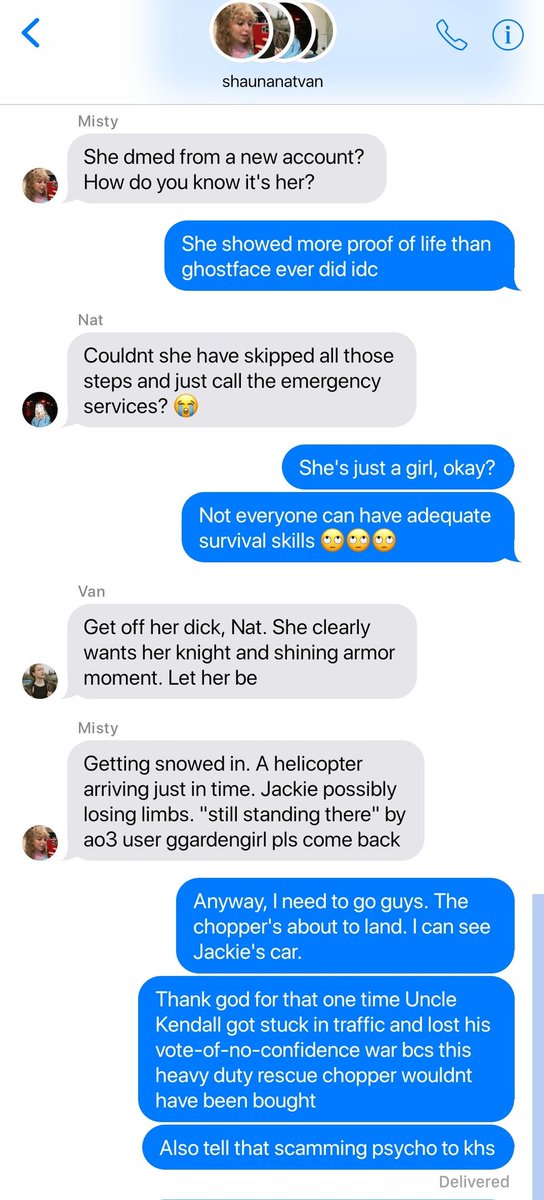 shaunanatvan
Misty
She dmed from a new account?
How do you know it's her?
She showed more proof of life than
ghostface ever did idc
Nat
Couldnt she have skipped all those
steps and just call the emergency
services? 😭
She's just a girl, okay?
Not everyone can have adequate
survival skills 🙄🙄🙄
Van
Get off her dick, Nat. She clearly
wants her knight and shining armor
moment. Let her be
Misty
Getting snowed in. A helicopter
arriving just in time. Jackie possibly
losing limbs. "still standing there" by
ao3 user ggardengirl pls come back
Anyway, I need to go guys. The
chopper's about to land. I can see
Jackie's car.
Thank god for that one time Uncle
Kendall got stuck in traffic and lost his
vote-of-no-confidence war bcs this
heavy duty rescue chopper wouldnt
have been bought
Also tell that scamming psycho to khs
Delivered